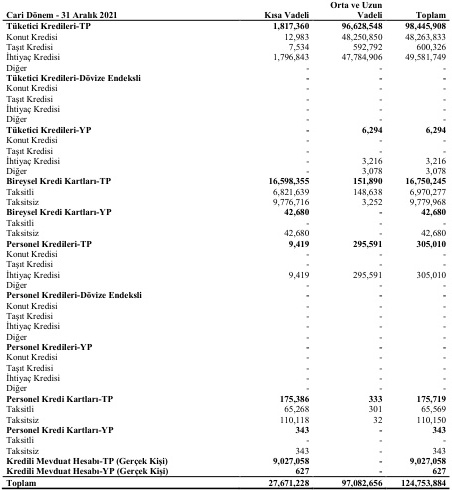 Orta ve Uzun
Cari Dönem - 31 Aralık 2021 Kısa Vadeli Vadeli Toplam
Tüketici Kredileri-TP 1,817,360 96,628,548 98,445,908
Konut Kredisi 12,983 48,250,850 48,263,833
Taşıt Kredisi 7,534 592,792 600,326
İhtiyaç Kredisi 1,796,843 47,784,906 49,581,749
Diğer - - -
Tüketici Kredileri-Dövize Endeksli - - -
Konut Kredisi - - -
Taşıt Kredisi - - -
İhtiyaç Kredisi - - -
Diğer - - -
Tüketici Kredileri-YP - 6,294 6,294
Konut Kredisi - - -
Taşıt Kredisi - - -
İhtiyaç Kredisi - 3,216 3,216
Diğer - 3,078 3,078
Bireysel Kredi Kartları-TP 16,598,355 151,890 16,750,245
Taksitli 6,821,639 148,638 6,970,277
Taksitsiz 9,776,716 3,252 9,779,968
Bireysel Kredi Kartları-YP 42,680 - 42,680
Taksitli - - -
Taksitsiz 42,680 - 42,680
Personel Kredileri-TP 9,419 295,591 305,010
Konut Kredisi - - -
Taşıt Kredisi - - -
İhtiyaç Kredisi 9,419 295,591 305,010
Diğer - - -
Personel Kredileri-Dövize Endeksli - - -
Konut Kredisi - - -
Taşıt Kredisi - - -
İhtiyaç Kredisi - - -
Diğer - - -
Personel Kredileri-YP - - -
Konut Kredisi - - -
Taşıt Kredisi - - -
İhtiyaç Kredisi - - -
Diğer - - -
Personel Kredi Kartları-TP 175,386 333 175,719
Taksitli 65,268 301 65,569
Taksitsiz 110,118 32 110,150
Personel Kredi Kartları-YP 343 - 343
Taksitli - - -
Taksitsiz 343 - 343
Kredili Mevduat Hesabı-TP (Gerçek Kişi) 9,027,058 - 9,027,058
Kredili Mevduat Hesabı-YP (Gerçek Kişi) 627 - 627
Toplam 27,671,228 97,082,656 124,753,884